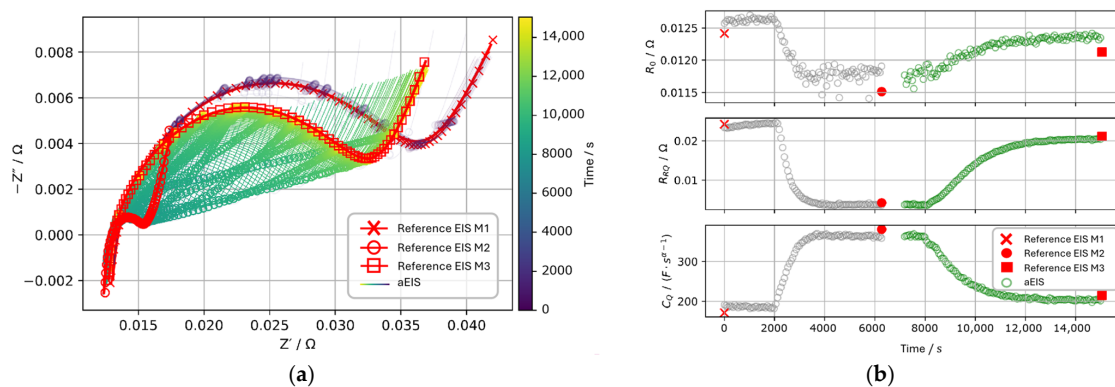 0.008
0.006
0.004
0.002
0.000
−0.002
−Z″ / Ω
0.015 0.020 0.025 0.030 0.035 0.040
Z′ / Ω
Reference EIS M1
Reference EIS M2
Reference EIS M3
aEIS
14,000
12,000
10,000
8000
6000
4000
2000
0
Time / s
(a)
0.0125
0.0120
0.0115
R₀ / Ω
0.02
0.01
R_RQ / Ω
300
200
C_Q / (F · s^(α−1))
Reference EIS M1
Reference EIS M2
Reference EIS M3
aEIS
0 2000 4000 6000 8000 10,000 12,000 14,000
Time / s
(b)